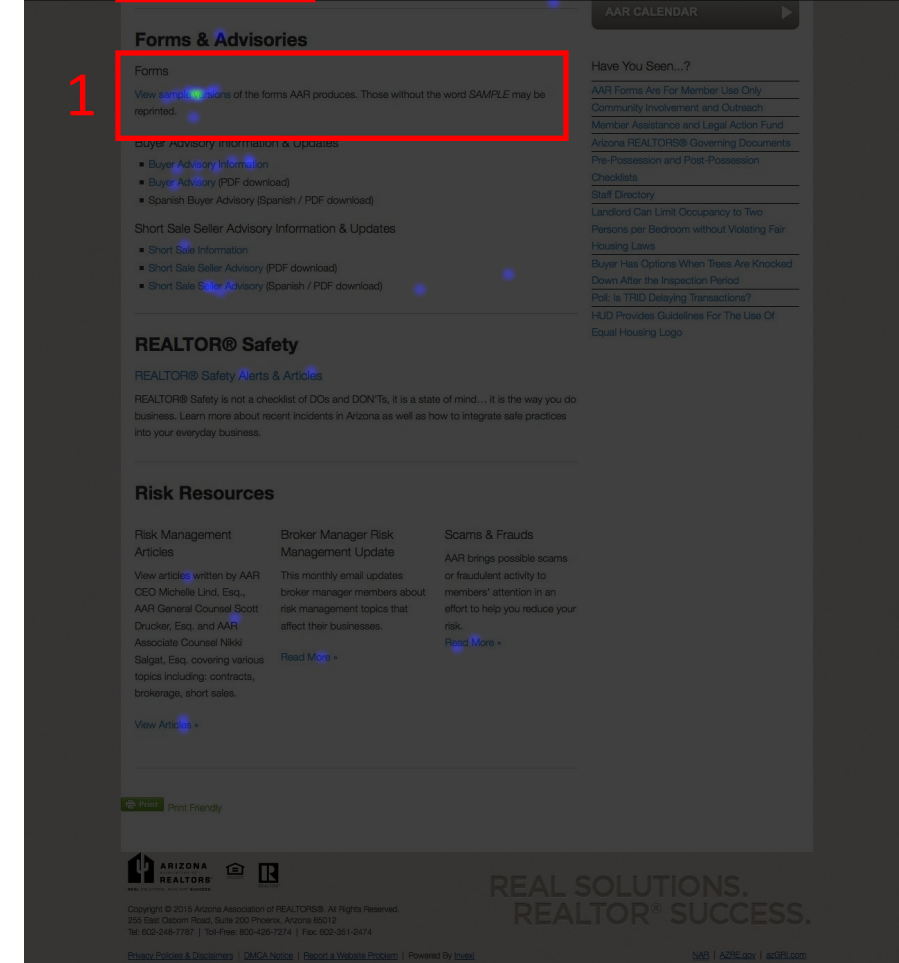 AAR CALENDAR
Forms & Advisories
1
Forms
View sample versions of the forms AAR produces. Those without the word SAMPLE may be
reprinted.
Buyer Advisory Information & Updates
Buyer Advisory Information
Buyer Advisory (PDF download)
Spanish Buyer Advisory (Spanish / PDF download)
Short Sale Seller Advisory Information & Updates
Short Sale Information
Short Sale Seller Advisory (PDF download)
Short Sale Seller Advisory (Spanish / PDF download)
REALTOR® Safety
REALTOR® Safety Alerts & Articles
REALTOR® Safety is not a checklist of DOs and DON'Ts, it is a state of mind… it is the way you do
business. Learn more about recent incidents in Arizona as well as how to integrate safe practices
into your everyday business.
Risk Resources
Risk Management
Articles
View articles written by AAR
CEO Michelle Lind, Esq.,
AAR General Counsel Scott
Drucker, Esq. and AAR
Associate Counsel Nikki
Salgat, Esq. covering various
topics including: contracts,
brokerage, short sales.
View Articles »
Broker Manager Risk
Management Update
This monthly email updates
broker manager members about
risk management topics that
affect their businesses.
Read More »
Scams & Frauds
AAR brings possible scams
or fraudulent activity to
members' attention in an
effort to help you reduce your
risk.
Read More »
Have You Seen...?
AAR Forms Are For Member Use Only
Community Involvement and Outreach
Member Assistance and Legal Action Fund
Arizona REALTORS® Governing Documents
Pre-Possession and Post-Possession
Checklists
Staff Directory
Landlord Can Limit Occupancy to Two
Persons per Bedroom without Violating Fair
Housing Laws
Buyer Has Options When Trees Are Knocked
Down After the Inspection Period
Poll: Is TRID Delaying Transactions?
HUD Provides Guidelines For The Use Of
Equal Housing Logo
Print Print Friendly
ARIZONA
REALTORS
REAL SOLUTIONS. REALTOR® SUCCESS.
Copyright © 2015 Arizona Association of REALTORS®. All Rights Reserved.
255 East Osborn Road, Suite 200 Phoenix, Arizona 85012
Tel: 602-248-7787 | Toll-Free: 800-426-7274 | Fax: 602-351-2474
REAL SOLUTIONS.
REALTOR® SUCCESS.
Privacy Policies & Disclaimers | DMCA Notice | Report a Website Problem | Powered By Invexi
NAR | AZRE.gov | azGRI.com